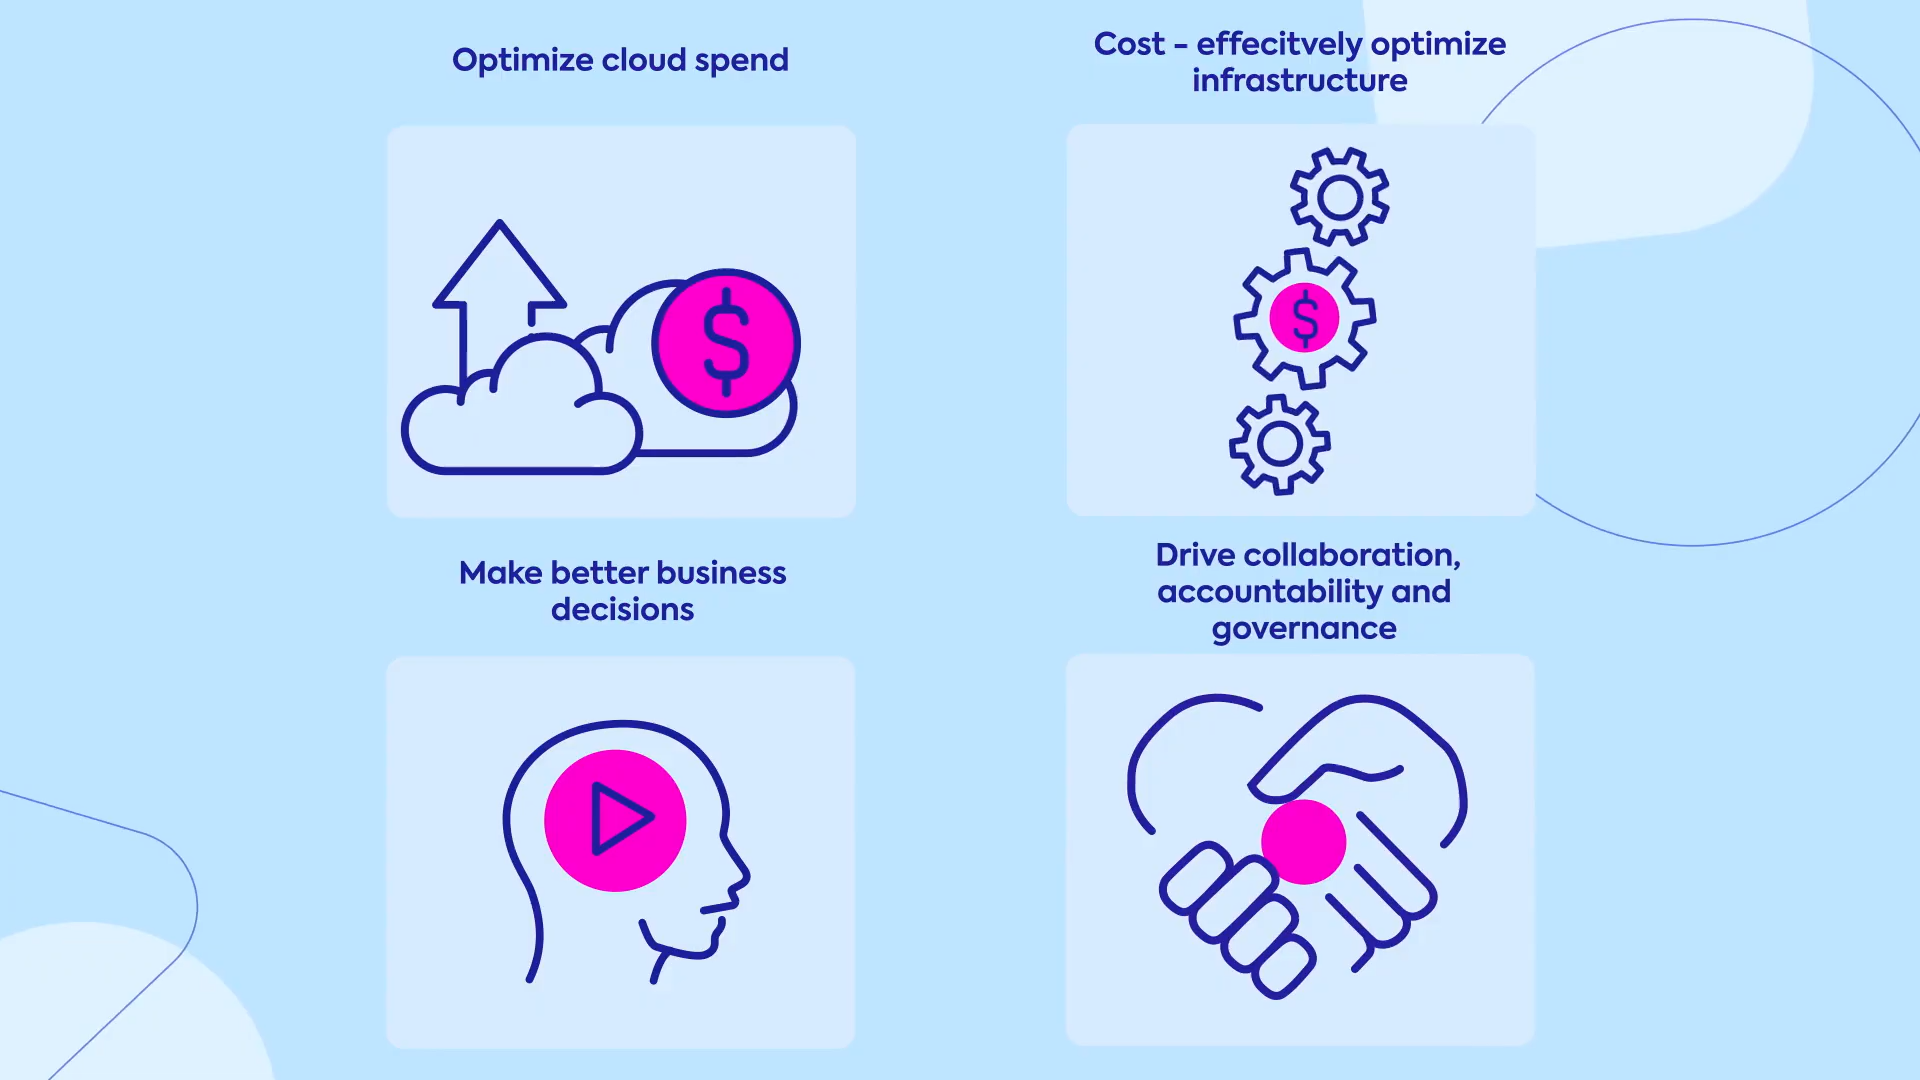 Optimize cloud spend
Cost - effecitvely optimize
infrastructure
$
$
Make better business
decisions
Drive collaboration,
accountability and
governance